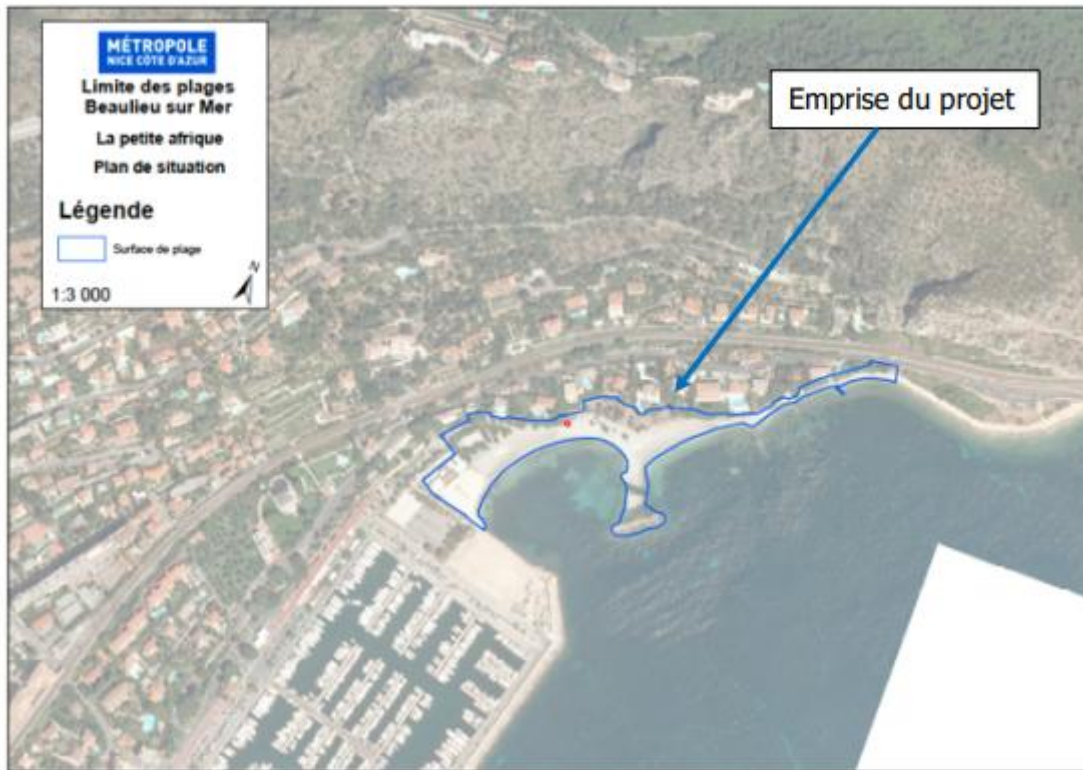 MÉTROPOLE
NICE CÔTE D'AZUR
Limite des plages
Beaulieu sur Mer
La petite afrique
Plan de situation
Légende
Surface de plage
1:3 000
N
Emprise du projet